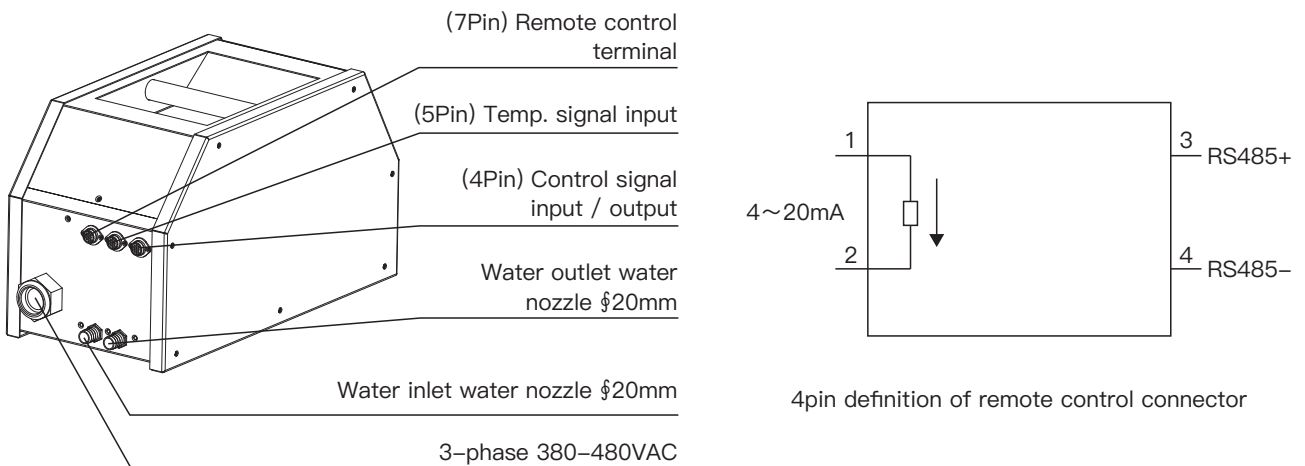 (7Pin) Remote control
terminal
(5Pin) Temp. signal input
(4Pin) Control signal
input / output
Water outlet water
nozzle ∮20mm
Water inlet water nozzle ∮20mm
3-phase 380-480VAC
1
2
4～20mA
3
RS485+
4
RS485-
4pin definition of remote control connector